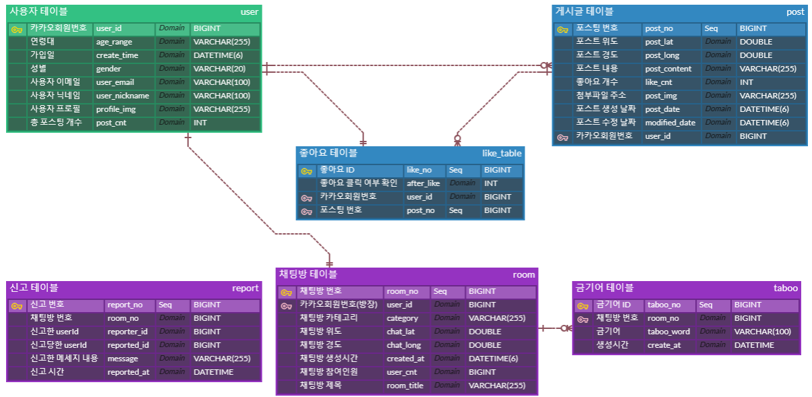 사용자 테이블 user
카카오회원번호 user_id Domain BIGINT
연령대 age_range Domain VARCHAR(255)
가입일 create_time Domain DATETIME(6)
성별 gender Domain VARCHAR(20)
사용자 이메일 user_email Domain VARCHAR(100)
사용자 닉네임 user_nickname Domain VARCHAR(100)
사용자 프로필 profile_img Domain VARCHAR(255)
총 포스팅 개수 post_cnt Domain INT
게시글 테이블 post
포스팅 번호 post_no Seq Domain BIGINT
포스트 위도 post_lat Domain DOUBLE
포스트 경도 post_long Domain DOUBLE
포스트 내용 post_content Domain VARCHAR(255)
좋아요 개수 like_cnt Domain INT
첨부파일 주소 post_img Domain VARCHAR(255)
포스트 생성 날짜 post_date Domain DATETIME(6)
포스트 수정 날짜 modified_date Domain DATETIME(6)
카카오회원번호 user_id Domain BIGINT
좋아요 테이블 like_table
좋아요 ID like_no Seq BIGINT
좋아요 클릭 여부 확인 after_like Domain INT
카카오회원번호 user_id Domain BIGINT
포스팅 번호 post_no Seq BIGINT
신고 테이블 report
신고 번호 report_no Seq BIGINT
채팅방 번호 room_no Domain BIGINT
신고한 userId reporter_id Domain BIGINT
신고당한 userId reported_id Domain BIGINT
신고한 메세지 내용 message Domain VARCHAR(255)
신고 시간 reported_at Domain DATETIME
채팅방 테이블 room
채팅방 번호 room_no Seq BIGINT
카카오회원번호(방장) user_id Domain BIGINT
채팅방 카테고리 category Domain VARCHAR(255)
채팅방 위도 chat_lat Domain DOUBLE
채팅방 경도 chat_long Domain DOUBLE
채팅방 생성시간 created_at Domain DATETIME(6)
채팅방 참여인원 user_cnt Domain BIGINT
채팅방 제목 room_title Domain VARCHAR(255)
금기어 테이블 taboo
금기어 ID taboo_no Seq BIGINT
채팅방 번호 room_no Domain BIGINT
금기어 taboo_word Domain VARCHAR(100)
생성시간 create_at Domain DATETIME